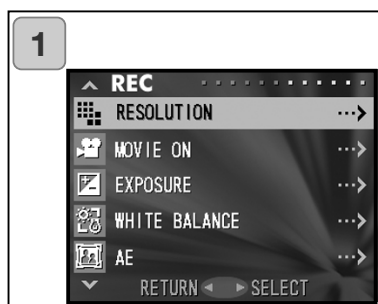 1
REC
RESOLUTION
MOVIE ON
EXPOSURE
WHITE BALANCE
AE
RETURN SELECT